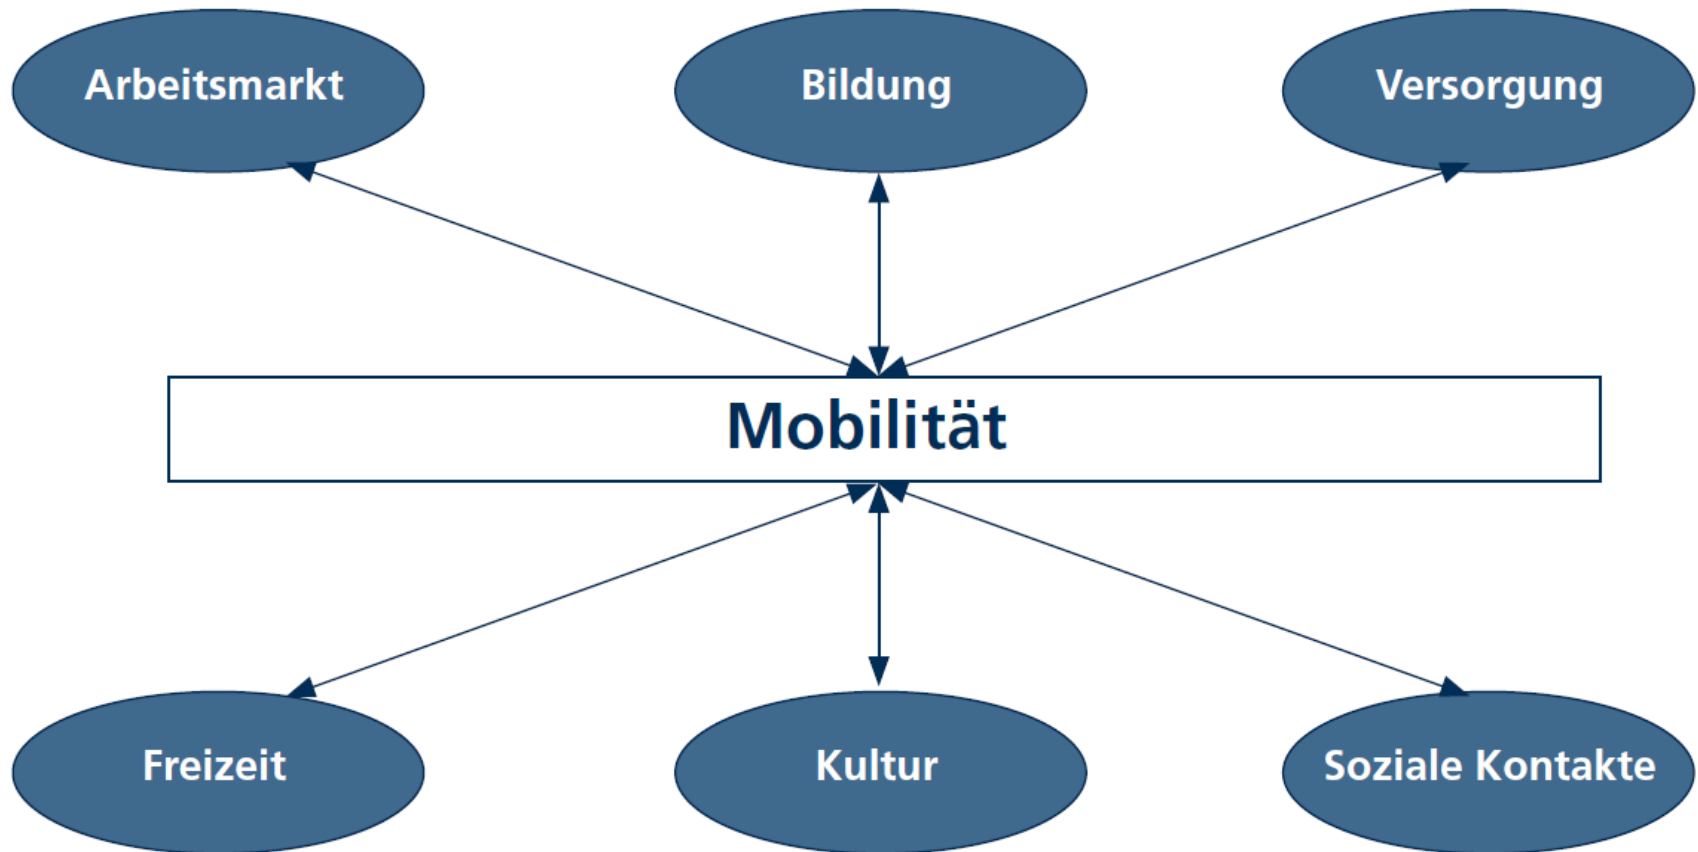 Arbeitsmarkt
Bildung
Versorgung
Mobilität
Freizeit
Kultur
Soziale Kontakte